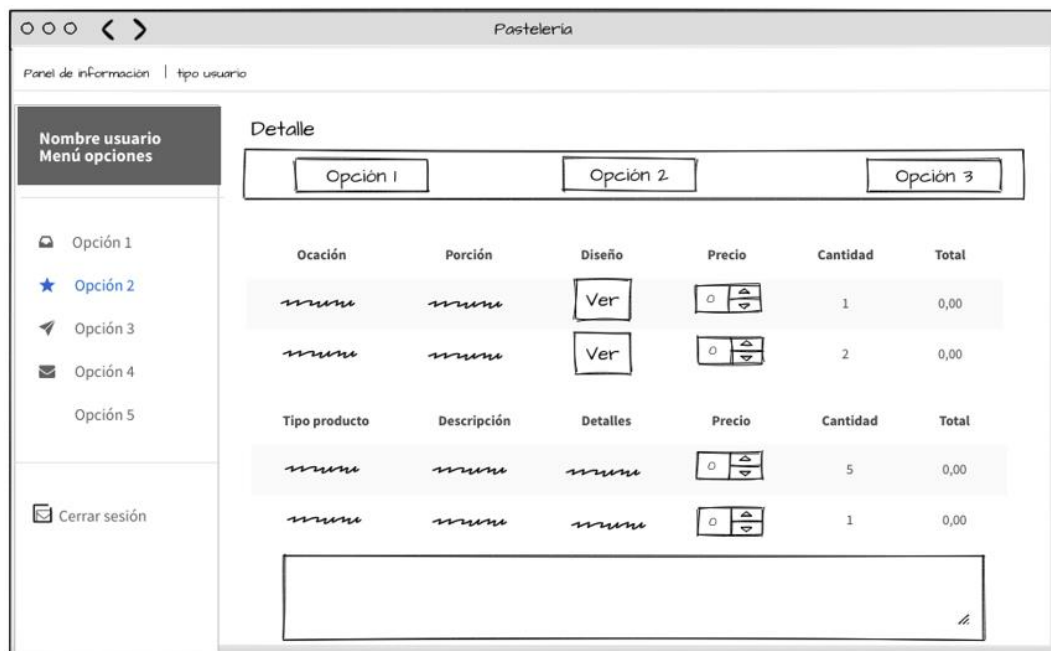 Pasteleria
Panel de información | tipo usuario
Nombre usuario
Menú opciones
Opción 1
Opción 2
Opción 3
Opción 4
Opción 5
Cerrar sesión
Detalle
Opción 1 Opción 2 Opción 3
Ocación Porción Diseño Precio Cantidad Total
Ver 0 1 0,00
Ver 0 2 0,00
Tipo producto Descripción Detalles Precio Cantidad Total
0 5 0,00
0 1 0,00